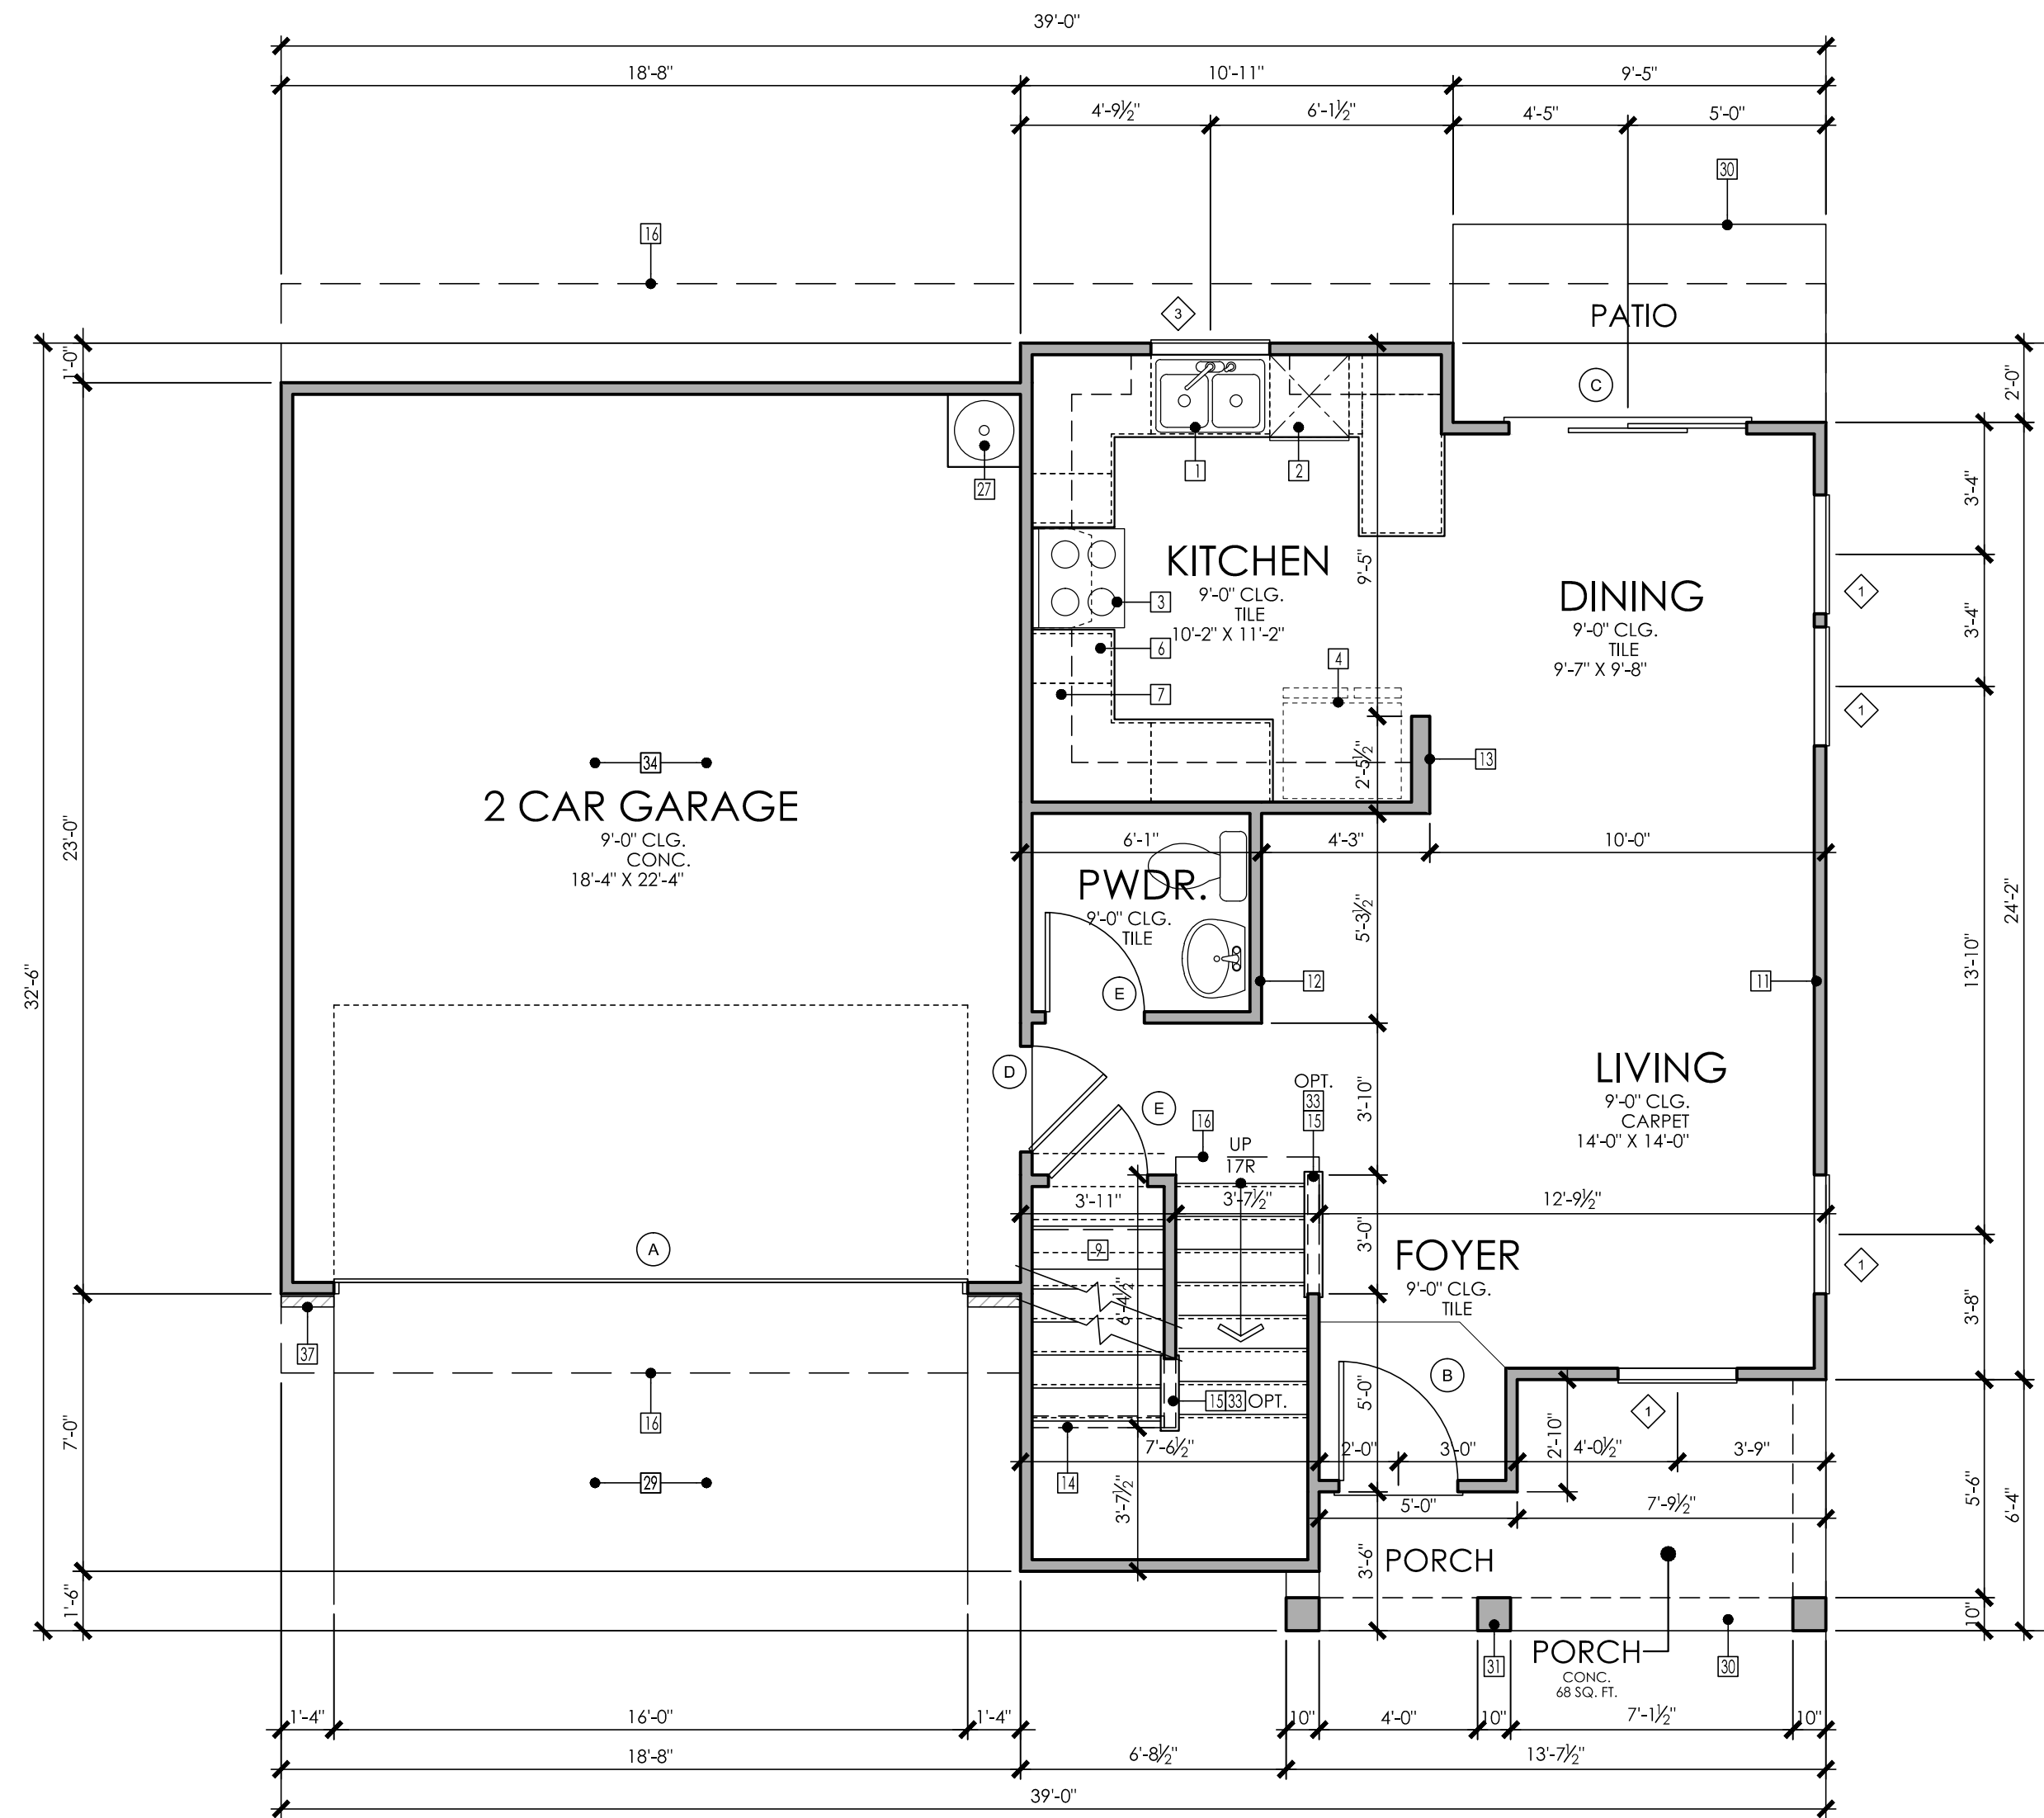 39'-0"
18'-8"
10'-11"
9'-5"
4'-9½"
6'-1½"
4'-5"
5'-0"
30
16
3
PATIO
1'-0"
2'-0"
C
1
2
27
3'-4"
KITCHEN
9'-0" CLG.
TILE
10'-2" X 11'-2"
9'-5"
3
DINING
9'-0" CLG.
TILE
9'-7" X 9'-8"
1
3'-4"
6
4
7
1
34
2 CAR GARAGE
9'-0" CLG.
CONC.
18'-4" X 22'-4"
2'-5½"
13
23'-0"
6'-1"
4'-3"
10'-0"
PWDR.
9'-0" CLG.
TILE
5'-3½"
24'-2"
32'-6"
E
12
11
13'-10"
D
E
OPT.
33
15
16
UP
17R
3'-10"
LIVING
9'-0" CLG.
CARPET
14'-0" X 14'-0"
3'-11"
3'-7½"
12'-9½"
A
9
3'-0"
FOYER
9'-0" CLG.
TILE
1
6'-4½"
3'-8"
37
B
16
15 33 OPT.
5'-0"
1
7'-0"
7'-6½"
2'-0"
3'-0"
2'-10"
4'-0½"
3'-9"
29
14
3'-7½"
5'-0"
7'-9½"
5'-6"
6'-4"
PORCH
3'-6"
1'-6"
10"
31
PORCH
CONC.
68 SQ. FT.
30
1'-4"
16'-0"
1'-4"
10"
4'-0"
10"
7'-1½"
10"
18'-8"
6'-8½"
13'-7½"
39'-0"